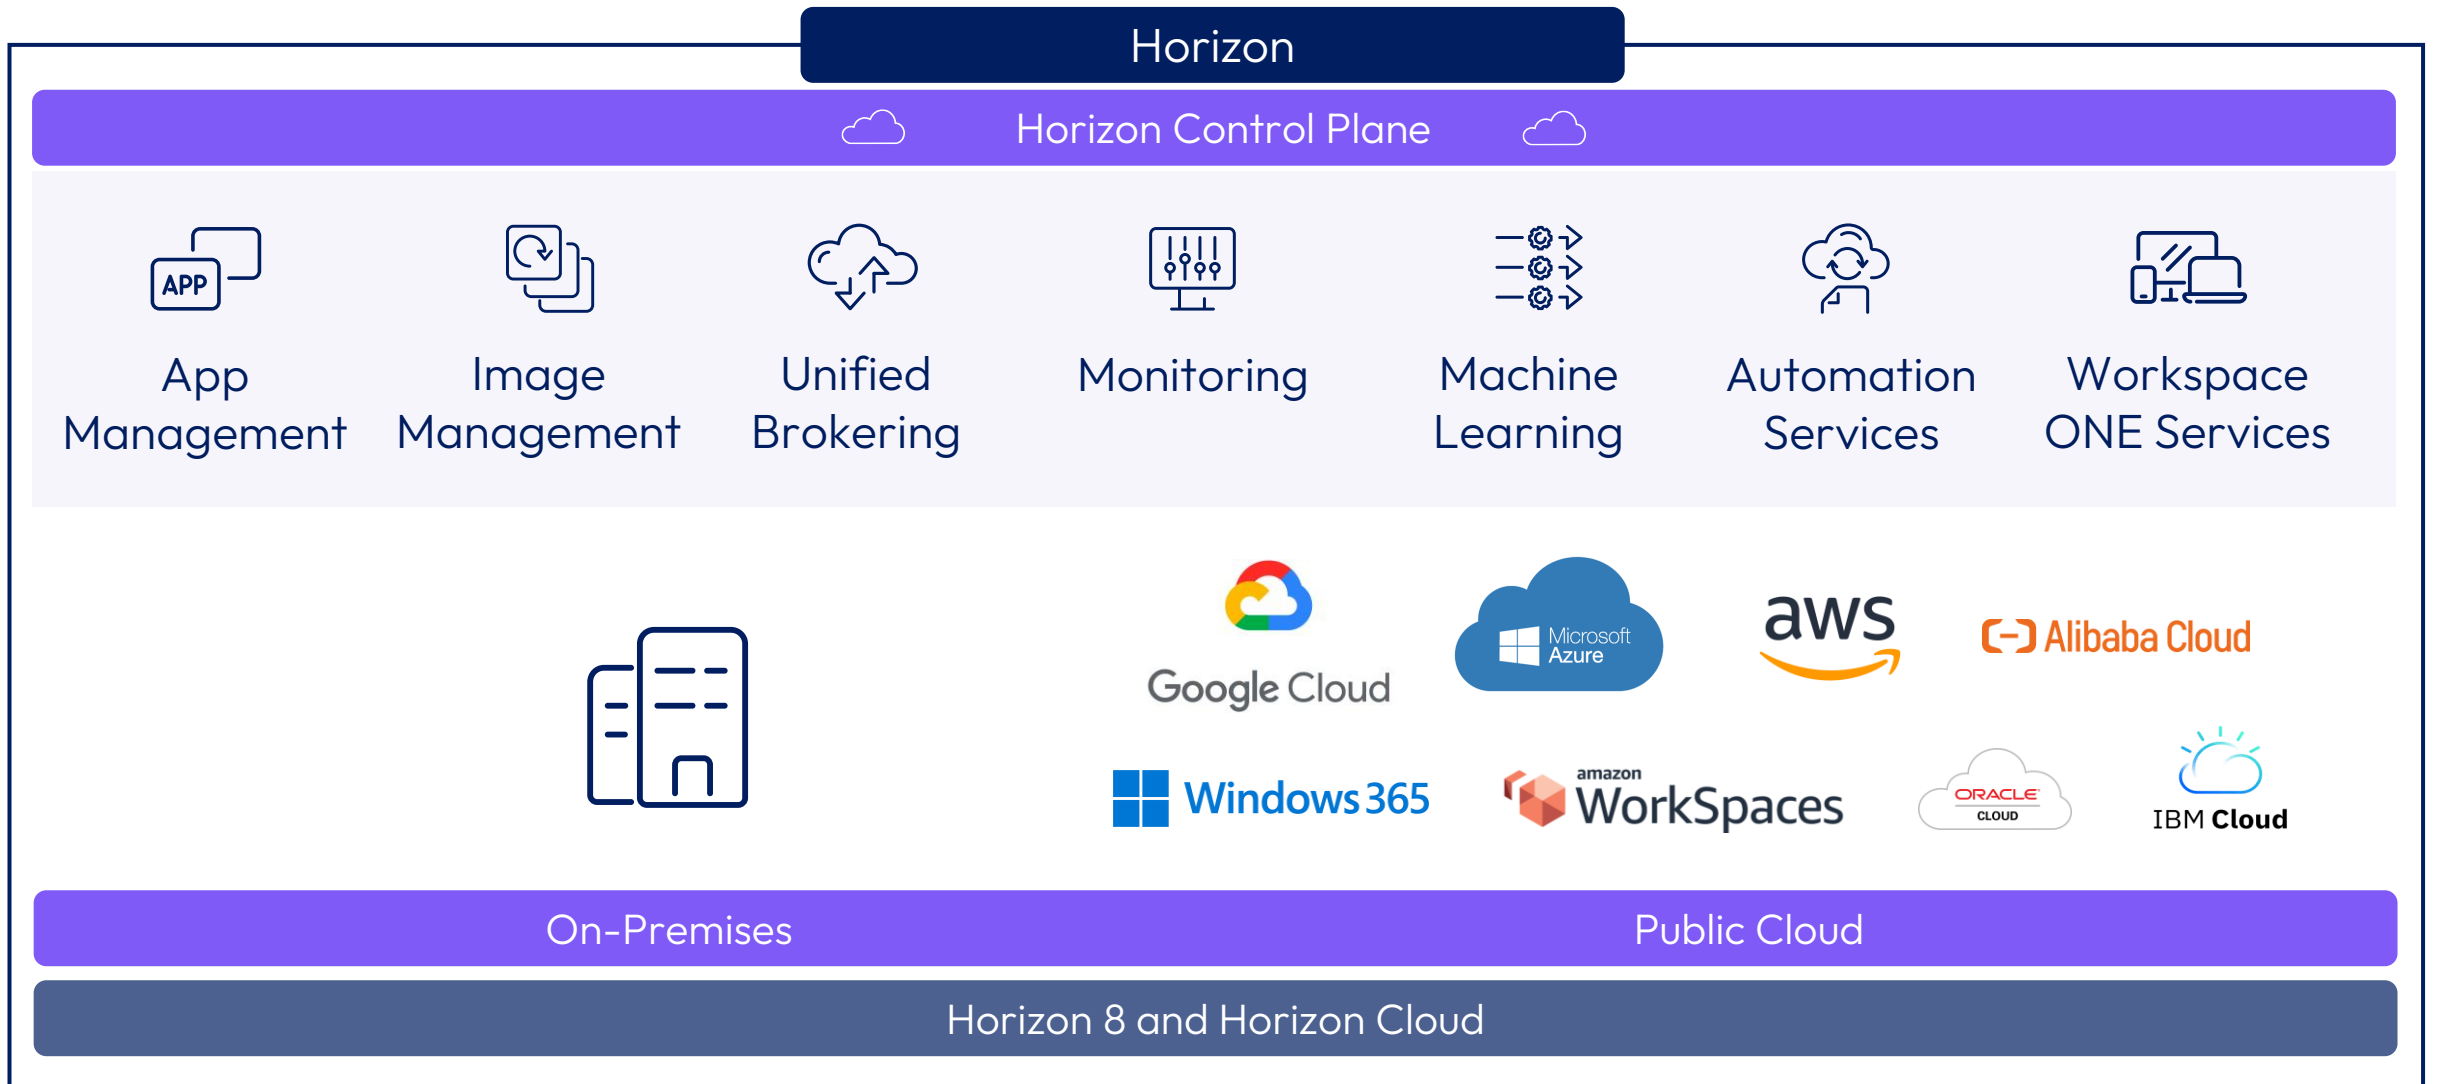 Horizon
Horizon Control Plane
APP
App
Management
Image
Management
Unified
Brokering
Monitoring
Machine
Learning
Automation
Services
Workspace
ONE Services
Google Cloud
Microsoft
Azure
aws
Alibaba Cloud
Windows 365
amazon
WorkSpaces
ORACLE
CLOUD
IBM Cloud
On-Premises
Public Cloud
Horizon 8 and Horizon Cloud